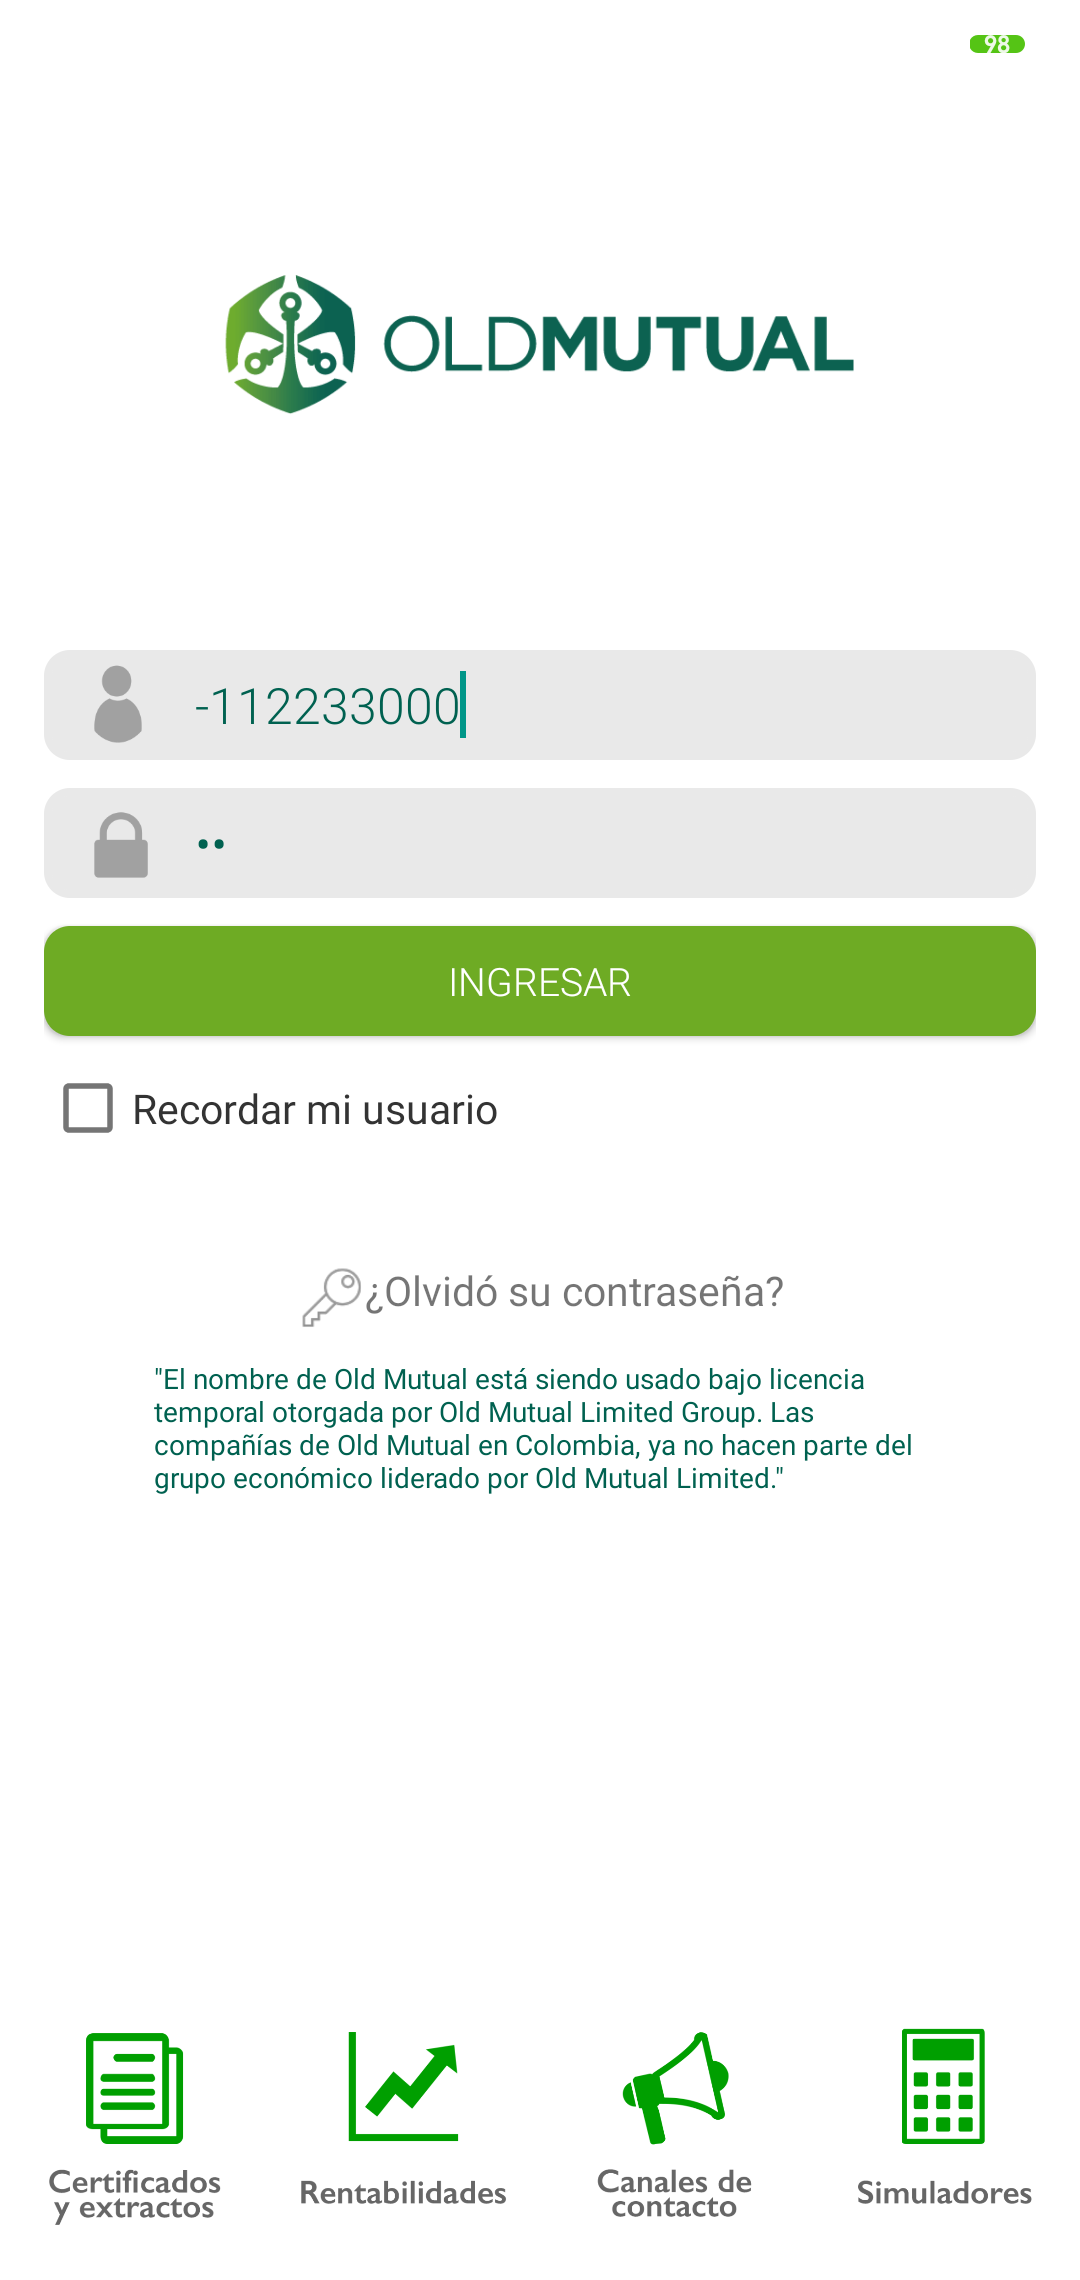 98
OLDMUTUAL
-112233000
••
INGRESAR
Recordar mi usuario
¿Olvidó su contraseña?
"El nombre de Old Mutual está siendo usado bajo licencia
temporal otorgada por Old Mutual Limited Group. Las
compañías de Old Mutual en Colombia, ya no hacen parte del
grupo económico liderado por Old Mutual Limited."
Certificados
y extractos
Rentabilidades
Canales de
contacto
Simuladores